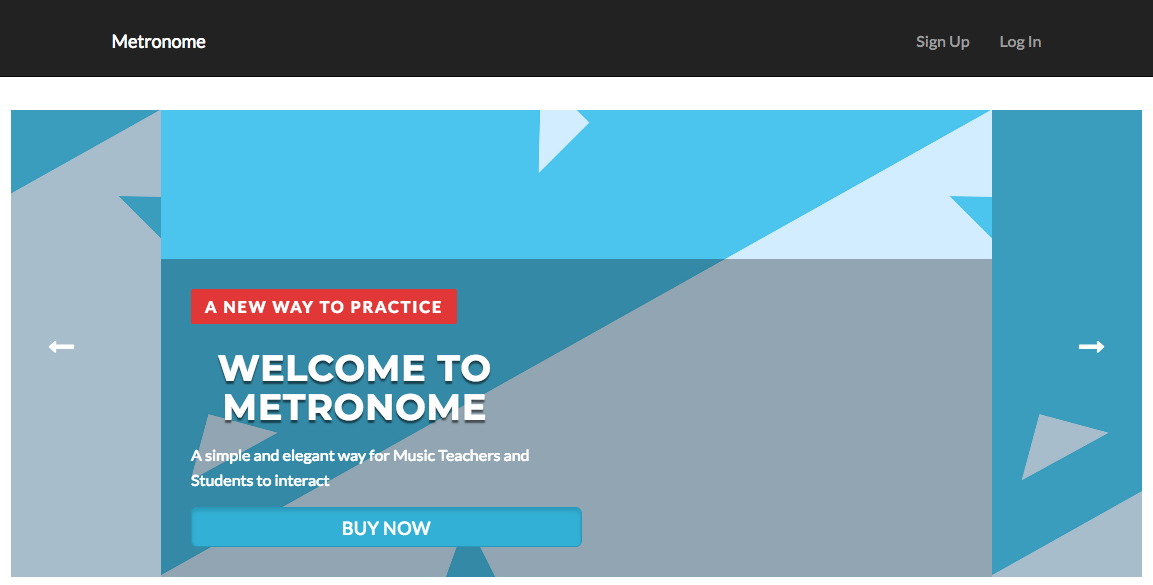 Metronome
Sign Up
Log In
A NEW WAY TO PRACTICE
WELCOME TO
METRONOME
A simple and elegant way for Music Teachers and
Students to interact
BUY NOW